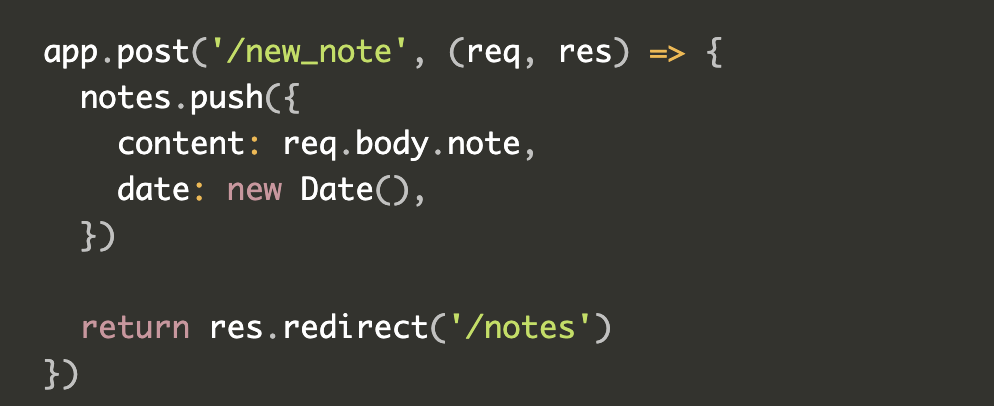 app.post('/new_note', (req, res) => {
  notes.push({
    content: req.body.note,
    date: new Date(),
  })

  return res.redirect('/notes')
})